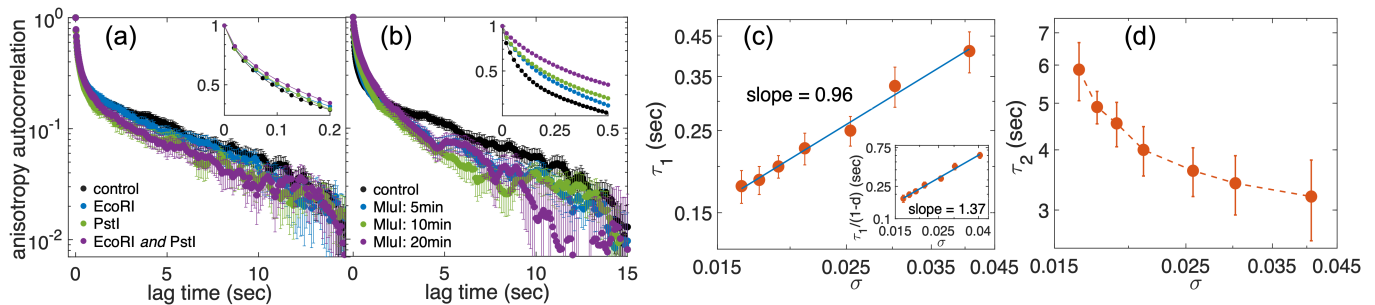 (a)
anisotropy autocorrelation
10^0
10^-1
10^-2
1
0.5
0
0.1
0.2
control
EcoRI
PstI
EcoRI and PstI
0
5
10
lag time (sec)
(b)
1
0.5
0
0.25
0.5
control
MluI: 5min
MluI: 10min
MluI: 20min
0
5
10
15
lag time (sec)
(c)
τ1 (sec)
0.45
0.35
0.25
0.15
slope = 0.96
τ1/(1-d) (sec)
0.75
0.25
0.1
slope = 1.37
0.015
0.025
0.04
σ
0.015
0.025
0.035
0.045
σ
(d)
τ2 (sec)
7
6
5
4
3
0.015
0.025
0.035
0.045
σ